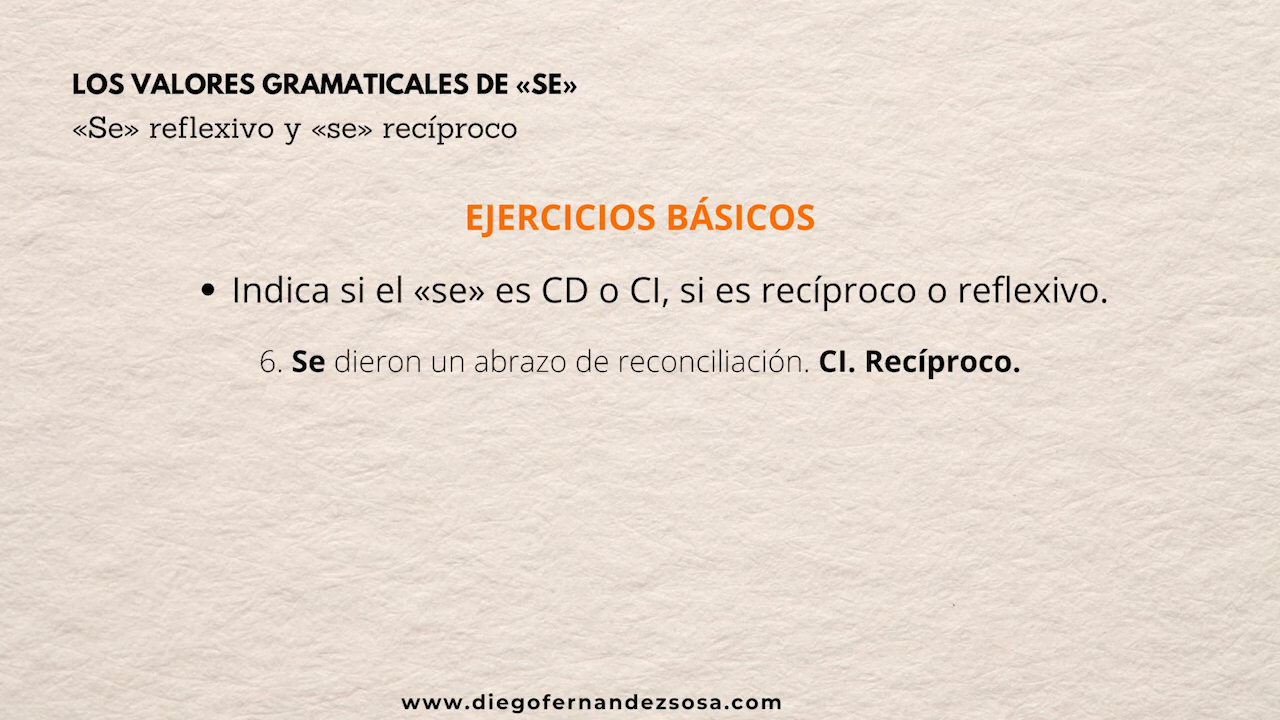 LOS VALORES GRAMATICALES DE «SE»
«Se» reflexivo y «se» recíproco
EJERCICIOS BÁSICOS
• Indica si el «se» es CD o CI, si es recíproco o reflexivo.
6. Se dieron un abrazo de reconciliación. CI. Recíproco.
www.diegofernandezsosa.com